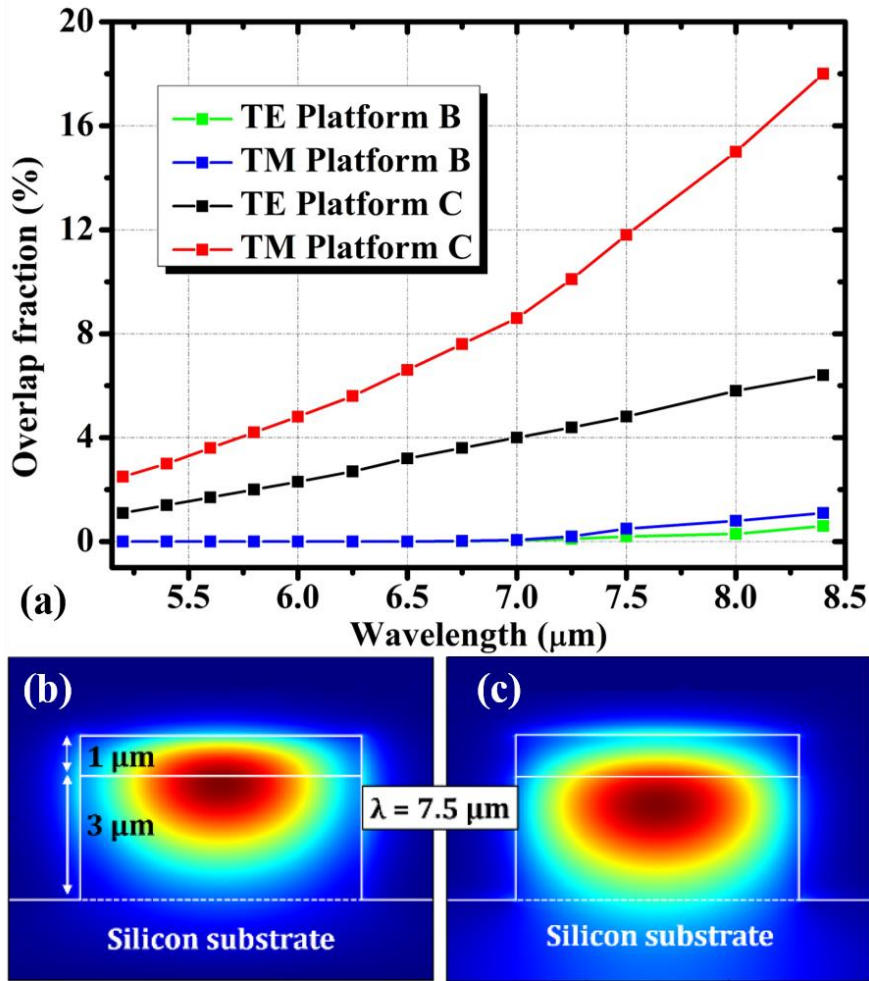 20
16
12
8
4
0
Overlap fraction (%)
TE Platform B
TM Platform B
TE Platform C
TM Platform C
5.5 6.0 6.5 7.0 7.5 8.0 8.5
(a)
Wavelength (μm)
(b)
(c)
1 μm
3 μm
λ = 7.5 μm
Silicon substrate
Silicon substrate